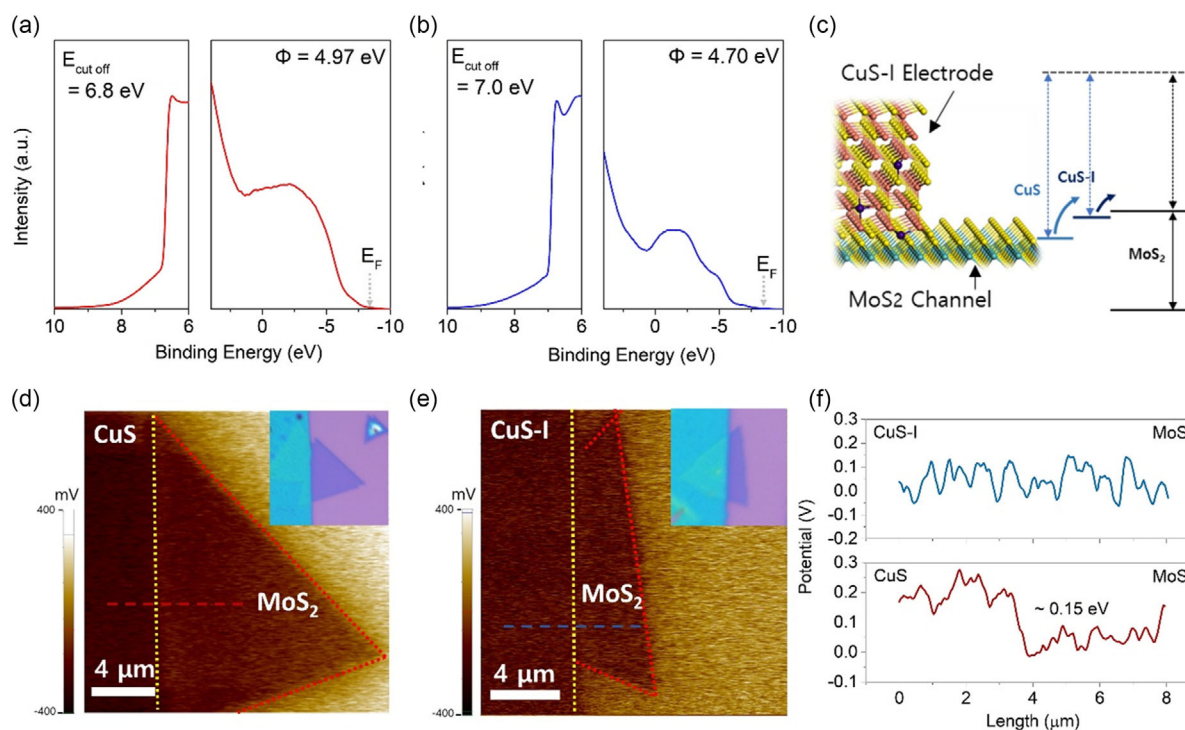 (a)
E cut off
= 6.8 eV
Φ = 4.97 eV
E_F
Intensity (a.u.)
10 6 0 -5 -10
Binding Energy (eV)
(b)
E cut off
= 7.0 eV
Φ = 4.70 eV
E_F
10 6 0 -5 -10
Binding Energy (eV)
(c)
CuS-I Electrode
CuS
CuS-I
MoS₂
MoS2 Channel
(d)
CuS
mV
400
-400
MoS₂
4 μm
(e)
CuS-I
mV
400
-400
MoS₂
4 μm
(f)
Potential (V)
0.3
CuS-I MoS
0.2
0.1
0.0
-0.1
-0.2
0.3
CuS MoS
0.2
~ 0.15 eV
0.1
0.0
-0.1
0 2 4 6 8
Length (μm)